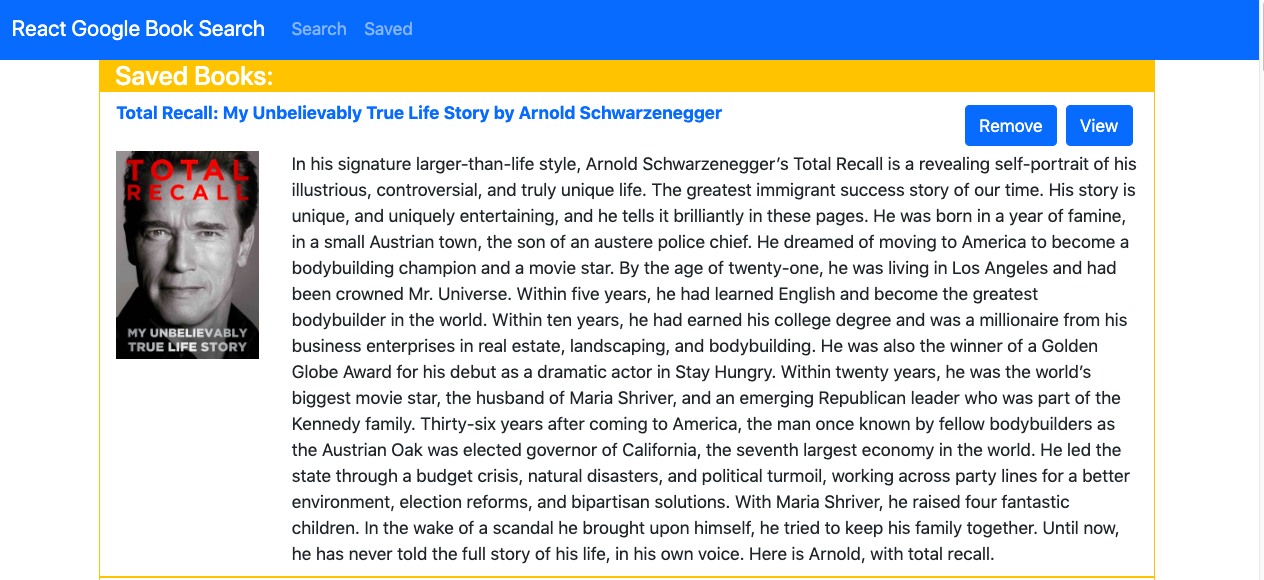 React Google Book Search Search Saved
Saved Books:
Total Recall: My Unbelievably True Life Story by Arnold Schwarzenegger
Remove View
TOTAL
RECALL
MY UNBELIEVABLY
TRUE LIFE STORY
In his signature larger-than-life style, Arnold Schwarzenegger’s Total Recall is a revealing self-portrait of his
illustrious, controversial, and truly unique life. The greatest immigrant success story of our time. His story is
unique, and uniquely entertaining, and he tells it brilliantly in these pages. He was born in a year of famine,
in a small Austrian town, the son of an austere police chief. He dreamed of moving to America to become a
bodybuilding champion and a movie star. By the age of twenty-one, he was living in Los Angeles and had
been crowned Mr. Universe. Within five years, he had learned English and become the greatest
bodybuilder in the world. Within ten years, he had earned his college degree and was a millionaire from his
business enterprises in real estate, landscaping, and bodybuilding. He was also the winner of a Golden
Globe Award for his debut as a dramatic actor in Stay Hungry. Within twenty years, he was the world’s
biggest movie star, the husband of Maria Shriver, and an emerging Republican leader who was part of the
Kennedy family. Thirty-six years after coming to America, the man once known by fellow bodybuilders as
the Austrian Oak was elected governor of California, the seventh largest economy in the world. He led the
state through a budget crisis, natural disasters, and political turmoil, working across party lines for a better
environment, election reforms, and bipartisan solutions. With Maria Shriver, he raised four fantastic
children. In the wake of a scandal he brought upon himself, he tried to keep his family together. Until now,
he has never told the full story of his life, in his own voice. Here is Arnold, with total recall.